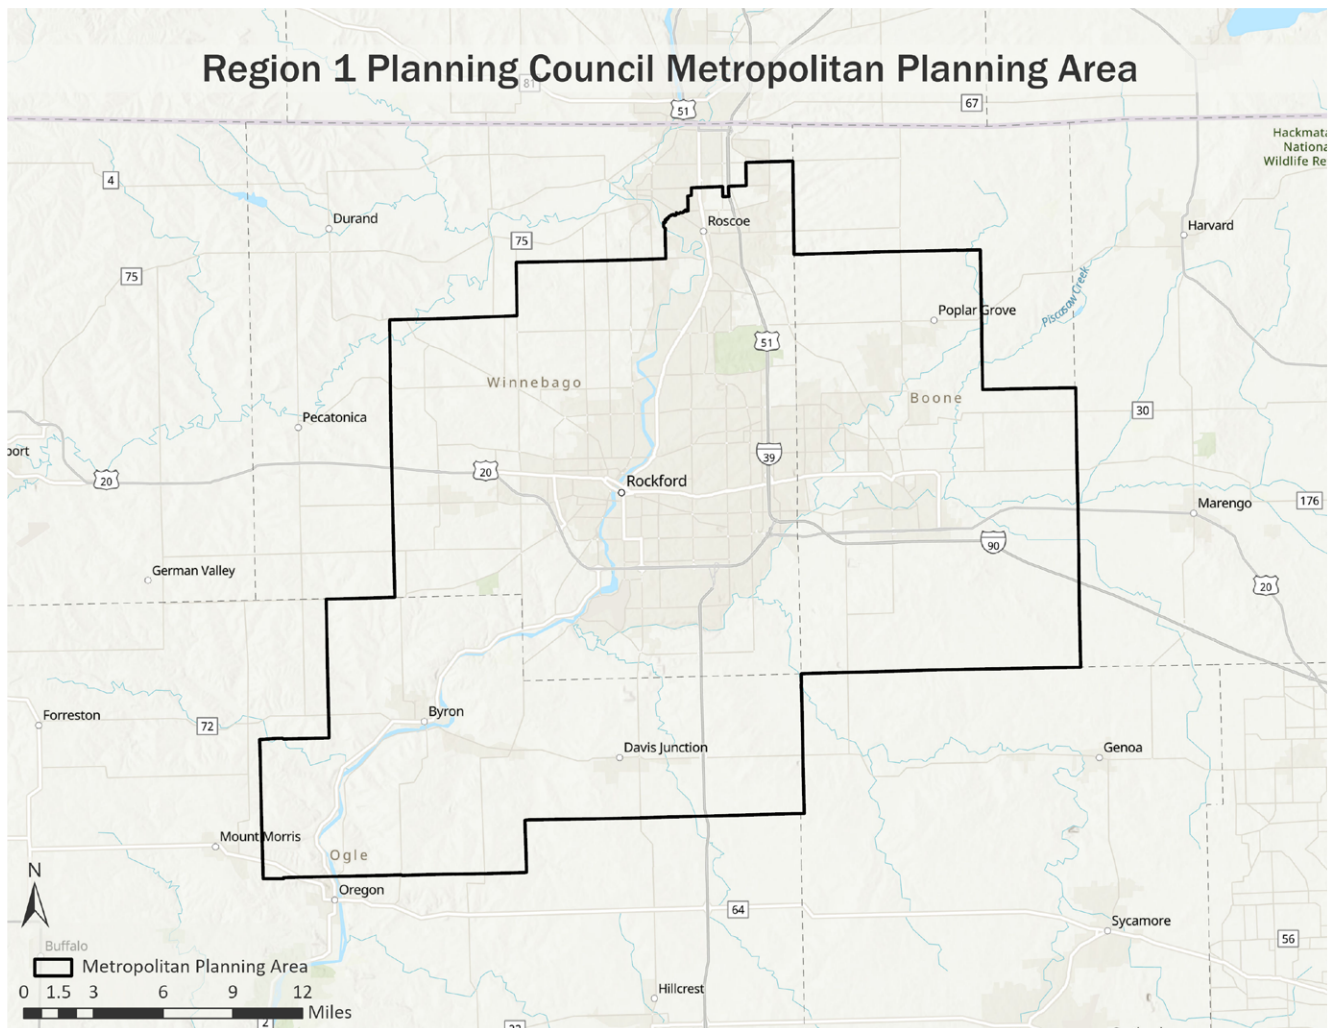 Region 1 Planning Council Metropolitan Planning Area
81
51
67
Hackmata
Nationa
Wildlife Re
4
Durand
Roscoe
Harvard
75
75
Piscasaw Creek
Poplar Grove
51
Winnebago
Boone
Pecatonica
30
port
39
20
20
Rockford
Marengo
176
90
German Valley
20
Byron
Forreston
72
Davis Junction
Genoa
Mount Morris
Ogle
N
Oregon
64
Sycamore
56
Buffalo
Metropolitan Planning Area
0 1.5 3 6 9 12
Miles
Hillcrest
2